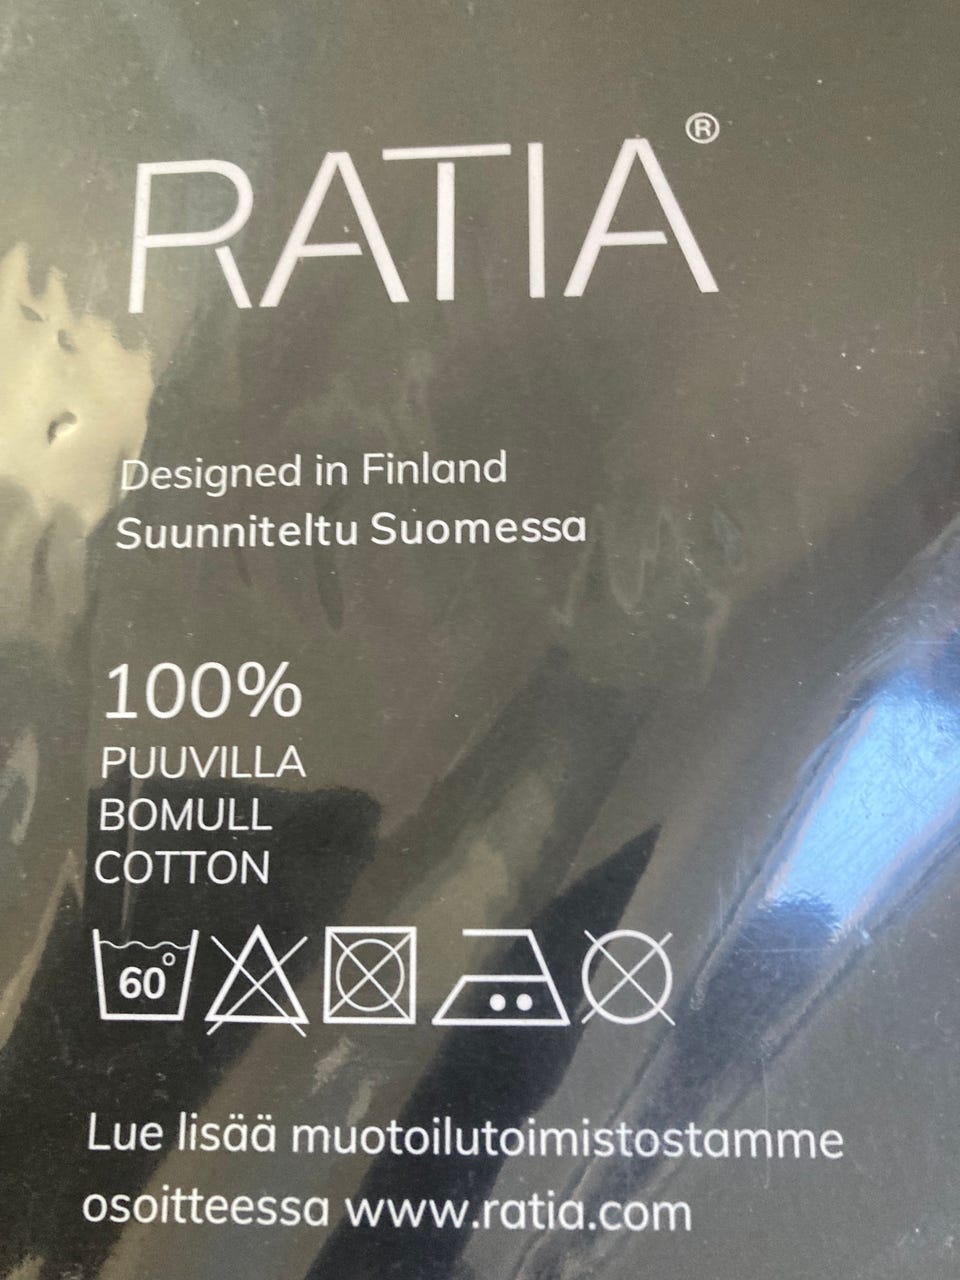 RATIA®
Designed in Finland
Suunniteltu Suomessa
100%
PUUVILLA
BOMULL
COTTON
60°
Lue lisää muotoilutoimistostamme
osoitteessa www.ratia.com